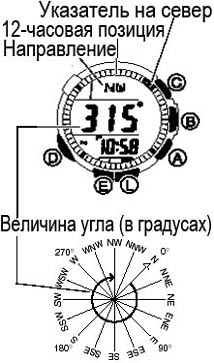 Указатель на север
12-часовая позиция
Направление
NW
315°
10:58
C
B
A
D
E
L
Величина угла (в градусах)
270°
0°
90°
180°
W
WNW
NW
NNW
N
NNE
NE
ENE
E
ESE
SE
SSE
S
SSW
SW
WSW